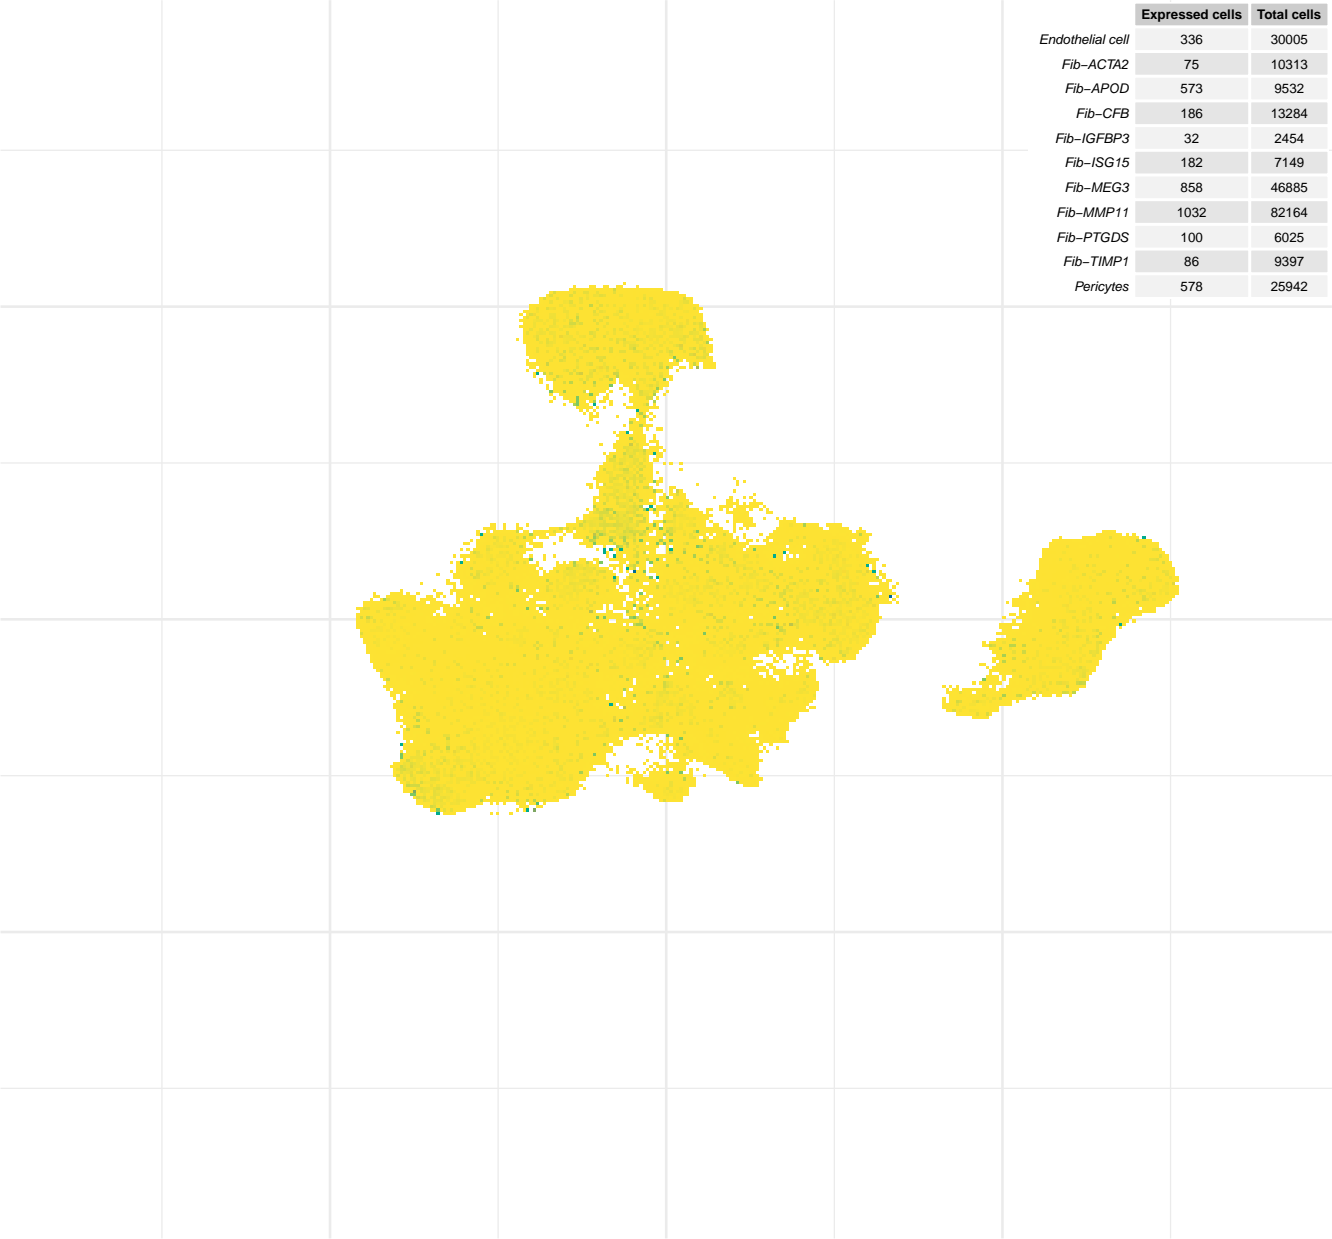 Expressed cells Total cells
Endothelial cell 336 30005
Fib−ACTA2 75 10313
Fib−APOD 573 9532
Fib−CFB 186 13284
Fib−IGFBP3 32 2454
Fib−ISG15 182 7149
Fib−MEG3 858 46885
Fib−MMP11 1032 82164
Fib−PTGDS 100 6025
Fib−TIMP1 86 9397
Pericytes 578 25942